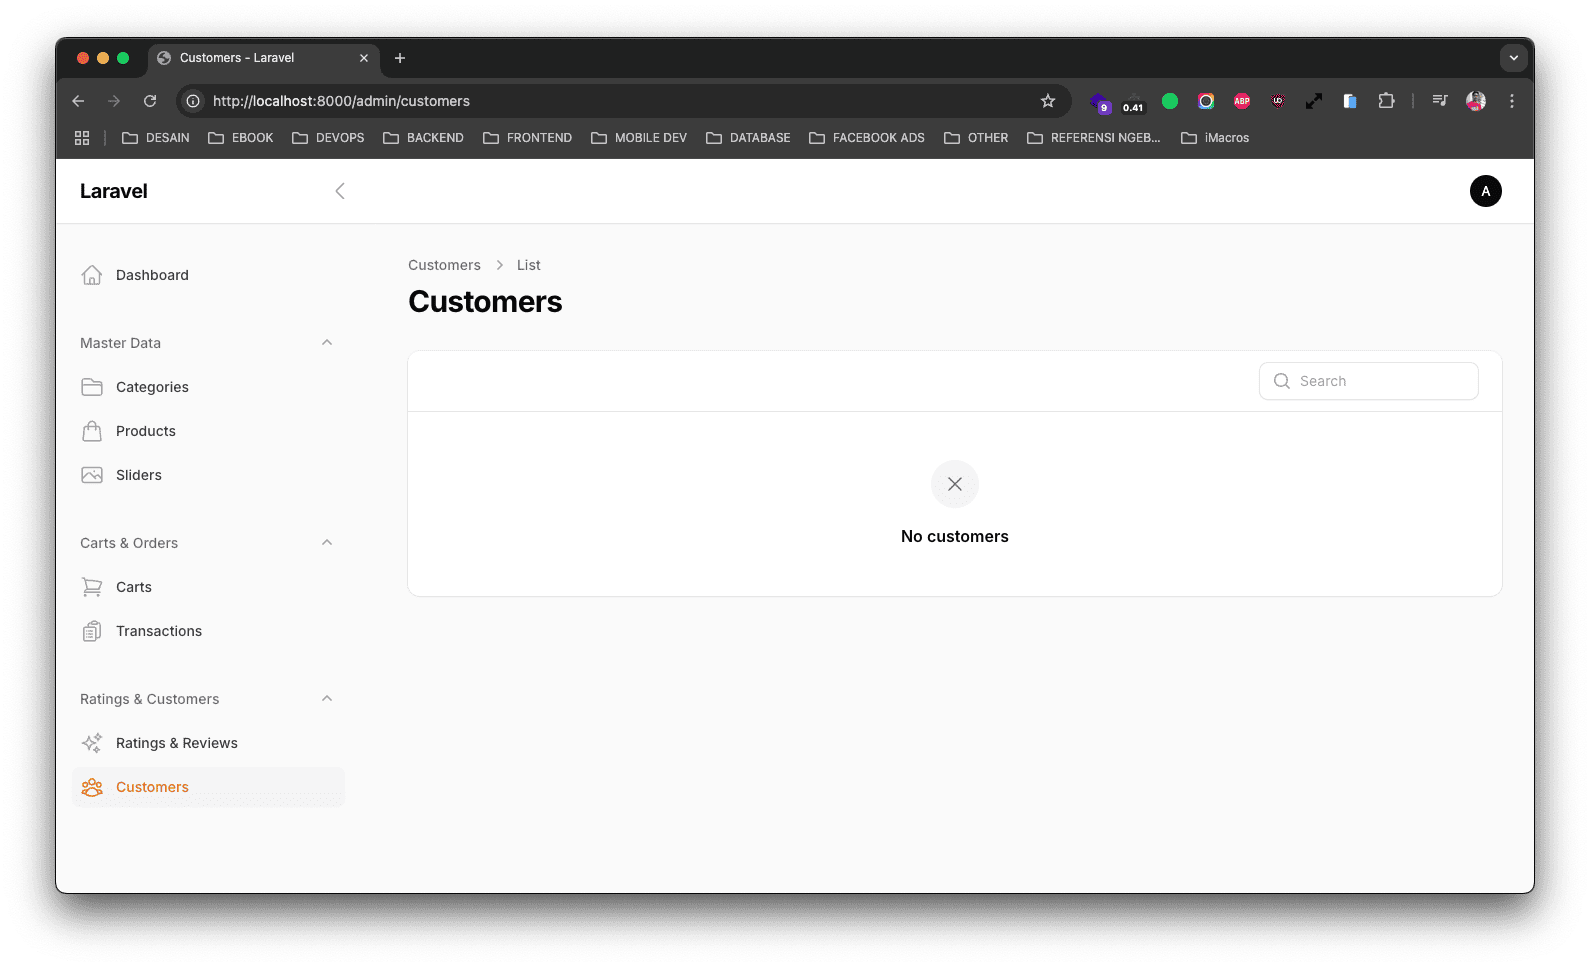 Customers - Laravel
http://localhost:8000/admin/customers
9
0.41
ABP
UD
DESAIN
EBOOK
DEVOPS
BACKEND
FRONTEND
MOBILE DEV
DATABASE
FACEBOOK ADS
OTHER
REFERENSI NGEB...
iMacros
Laravel
A
Dashboard
Master Data
Categories
Products
Sliders
Carts & Orders
Carts
Transactions
Ratings & Customers
Ratings & Reviews
Customers
Customers
List
Customers
Search
No customers